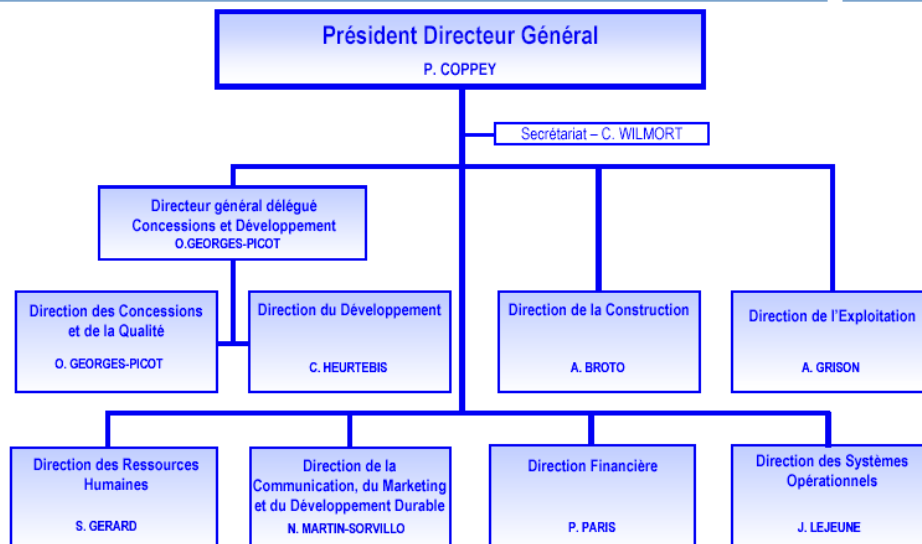 Président Directeur Général
P. COPPEY
Secrétariat – C. WILMORT
Directeur général délégué
Concessions et Développement
O.GEORGES-PICOT
Direction des Concessions
et de la Qualité
O. GEORGES-PICOT
Direction du Développement
C. HEURTEBIS
Direction de la Construction
A. BROTO
Direction de l'Exploitation
A. GRISON
Direction des Ressources
Humaines
S. GERARD
Direction de la
Communication, du Marketing
et du Développement Durable
N. MARTIN-SORVILLO
Direction Financière
P. PARIS
Direction des Systèmes
Opérationnels
J. LEJEUNE